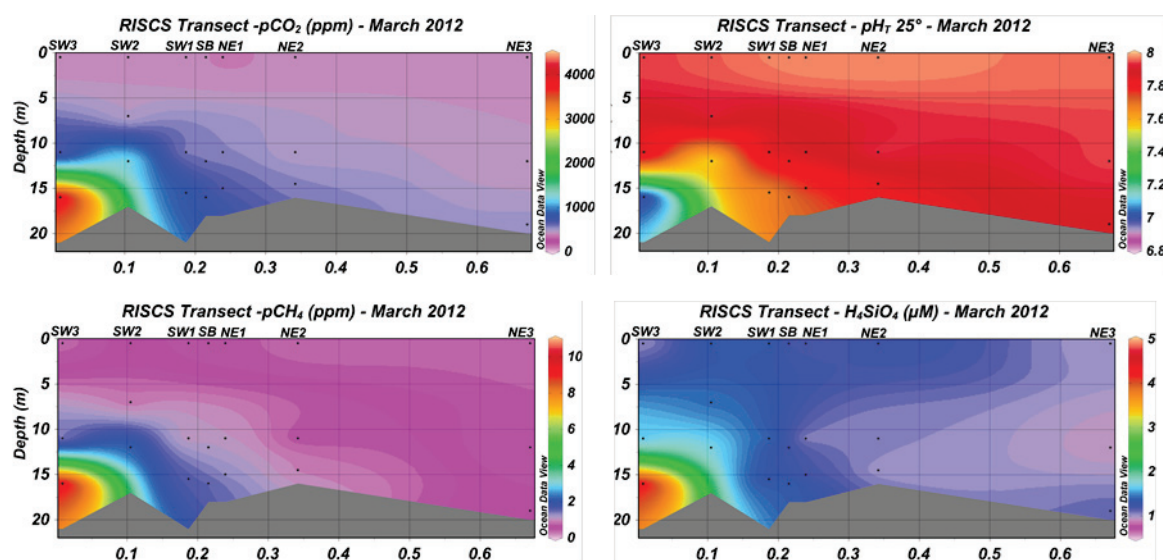 RISCS Transect -pCO₂ (ppm) - March 2012
SW3 SW2 SW1 SB NE1 NE2 NE3
0
5
10
15
20
Depth (m)
0.1 0.2 0.3 0.4 0.5 0.6
4000
3000
2000
1000
0
Ocean Data View
RISCS Transect - pH_T 25° - March 2012
SW3 SW2 SW1 SB NE1 NE2 NE3
0
5
10
15
20
0.1 0.2 0.3 0.4 0.5 0.6
8
7.8
7.6
7.4
7.2
7
6.8
Ocean Data View
RISCS Transect -pCH₄ (ppm) - March 2012
SW3 SW2 SW1 SB NE1 NE2 NE3
0
5
10
15
20
Depth (m)
0.1 0.2 0.3 0.4 0.5 0.6
10
8
6
4
2
0
Ocean Data View
RISCS Transect - H₄SiO₄ (µM) - March 2012
SW3 SW2 SW1 SB NE1 NE2 NE3
0
5
10
15
20
0.1 0.2 0.3 0.4 0.5 0.6
5
4
3
2
1
Ocean Data View